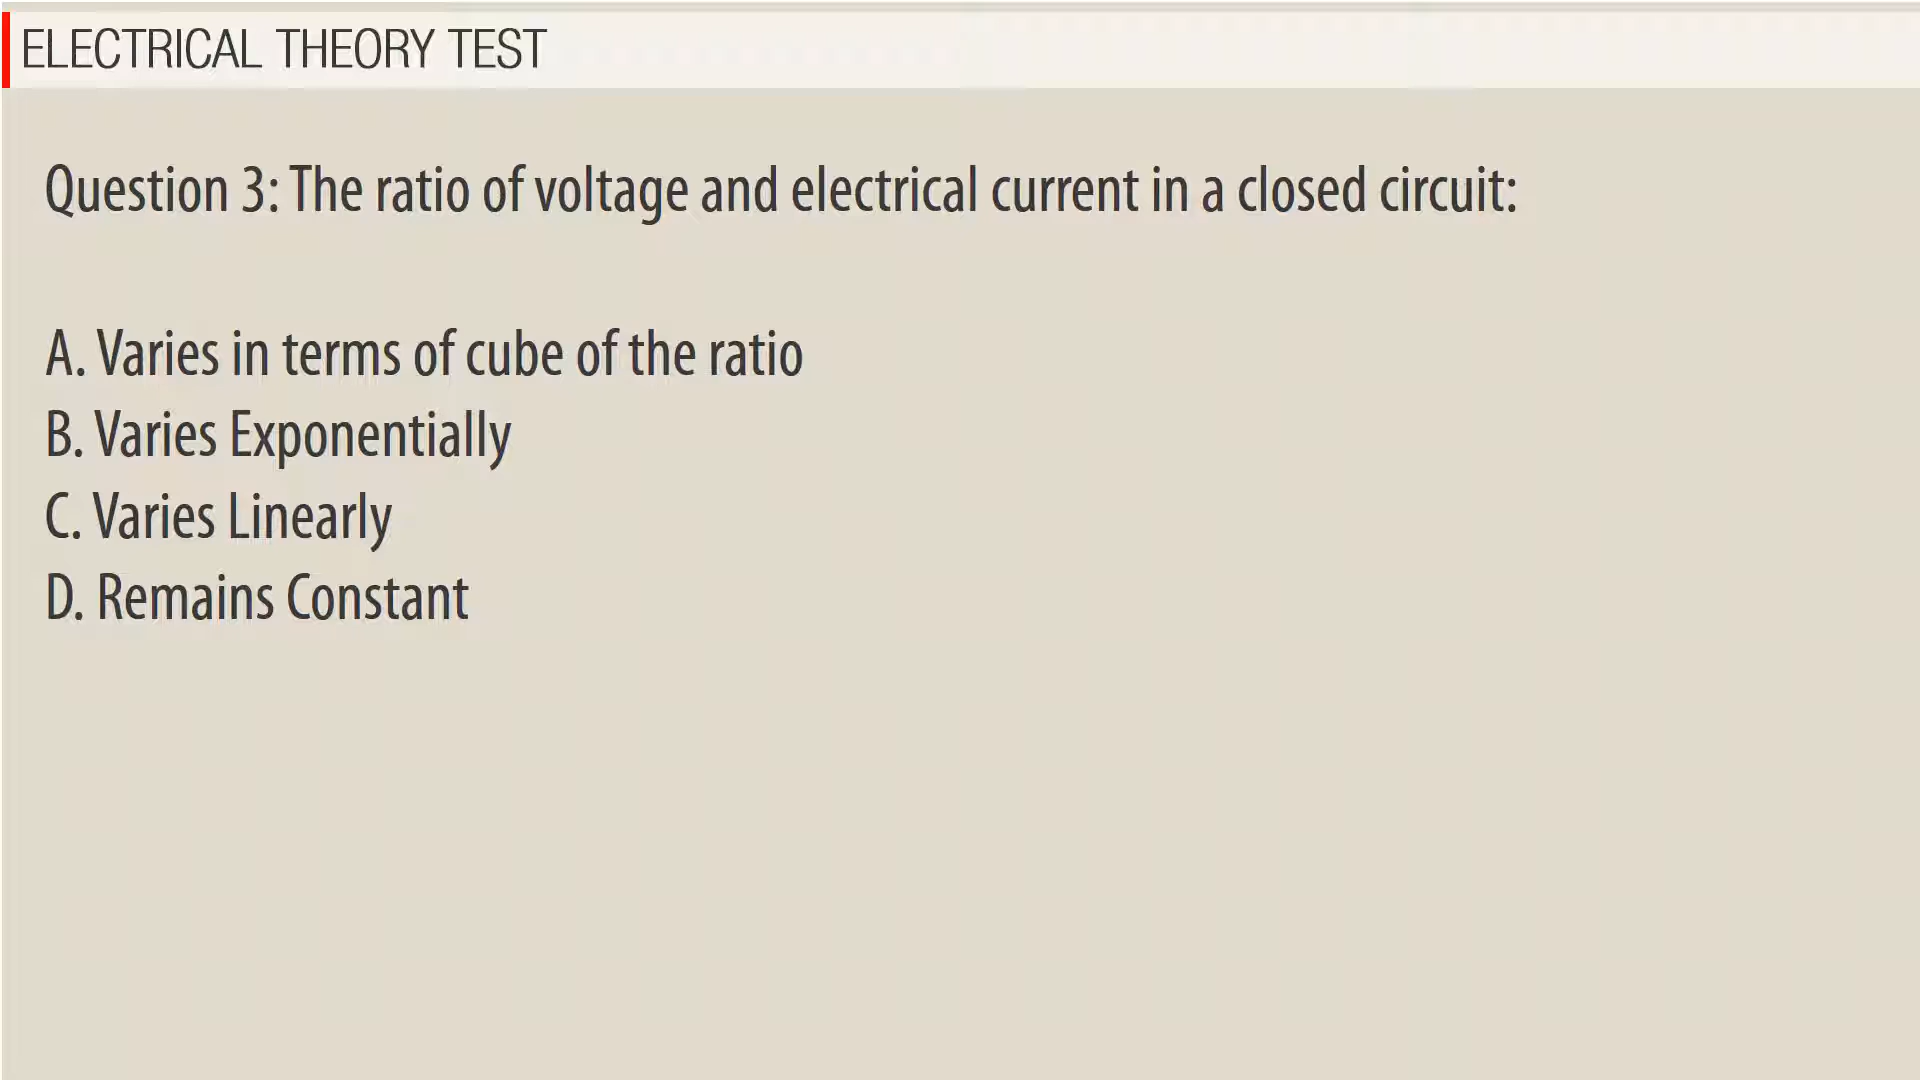 ELECTRICAL THEORY TEST
Question 3: The ratio of voltage and electrical current in a closed circuit:
A. Varies in terms of cube of the ratio
B. Varies Exponentially
C. Varies Linearly
D. Remains Constant